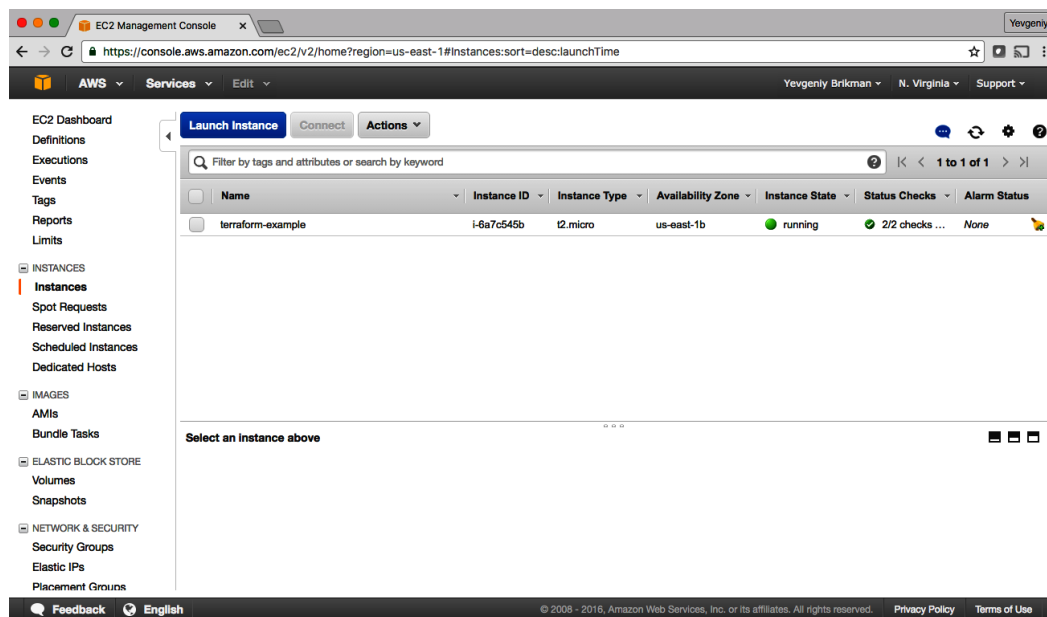 EC2 Management Console
Yevgeniy
https://console.aws.amazon.com/ec2/v2/home?region=us-east-1#Instances:sort=desc:launchTime
AWS Services Edit Yevgeniy Brikman N. Virginia Support
EC2 Dashboard
Definitions
Executions
Events
Tags
Reports
Limits
INSTANCES
Instances
Spot Requests
Reserved Instances
Scheduled Instances
Dedicated Hosts
IMAGES
AMIs
Bundle Tasks
ELASTIC BLOCK STORE
Volumes
Snapshots
NETWORK & SECURITY
Security Groups
Elastic IPs
Placement Groups
Launch Instance Connect Actions
Filter by tags and attributes or search by keyword 1 to 1 of 1
Name Instance ID Instance Type Availability Zone Instance State Status Checks Alarm Status
terraform-example i-6a7c545b t2.micro us-east-1b running 2/2 checks ... None
Select an instance above
Feedback English © 2008 - 2016, Amazon Web Services, Inc. or its affiliates. All rights reserved. Privacy Policy Terms of Use